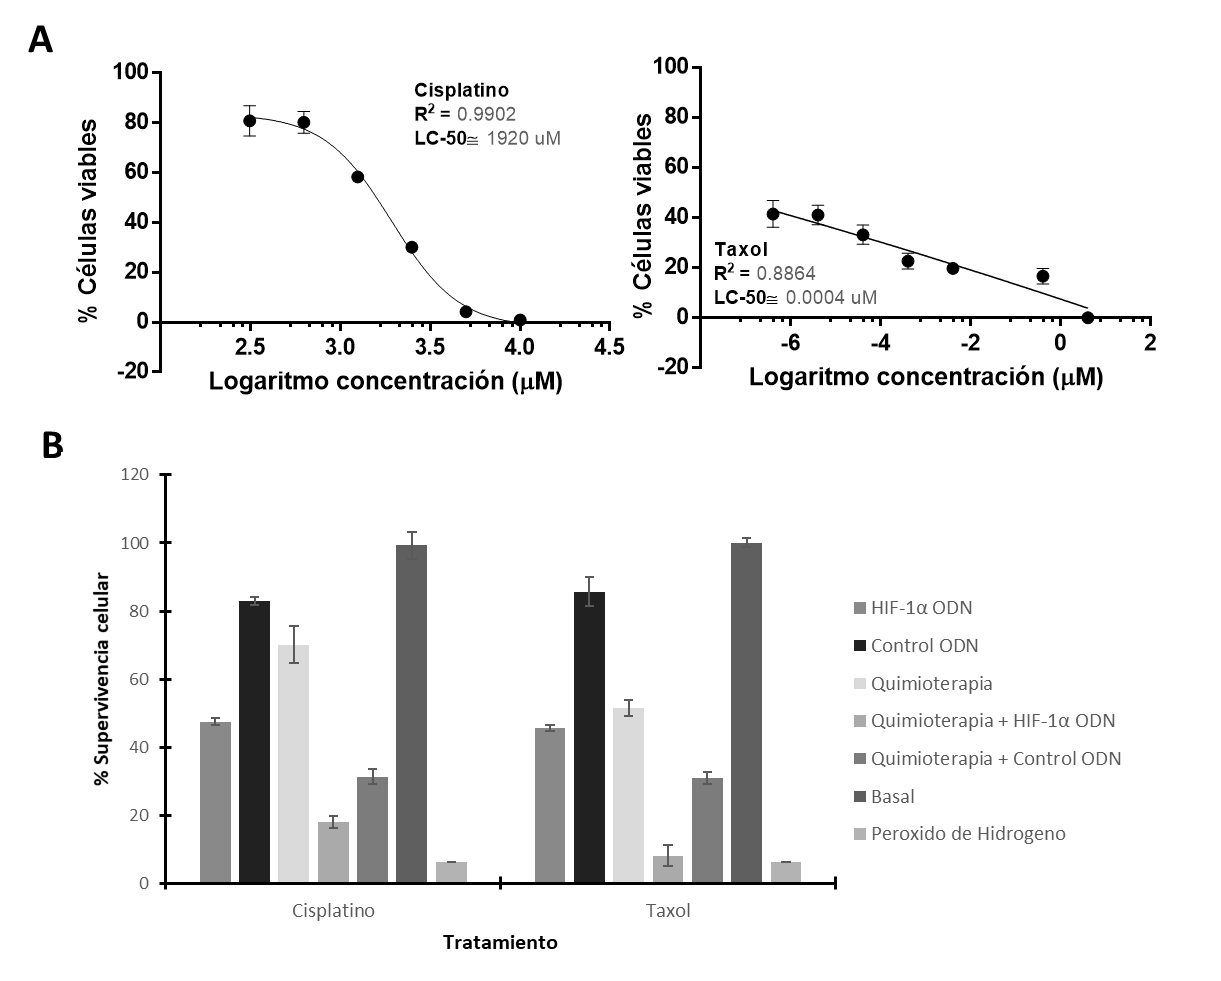 A
100
80
60
40
20
0
-20
% Células viables
Cisplatino
R² = 0.9902
LC-50≅ 1920 uM
2.5 3.0 3.5 4.0 4.5
Logaritmo concentración (μM)
100
80
60
40
20
0
-20
% Células viables
Taxol
R² = 0.8864
LC-50≅ 0.0004 uM
-6 -4 -2 0 2
Logaritmo concentración (μM)
B
120
100
80
60
40
20
0
% Supervivencia celular
Cisplatino Taxol
Tratamiento
HIF-1α ODN
Control ODN
Quimioterapia
Quimioterapia + HIF-1α ODN
Quimioterapia + Control ODN
Basal
Peroxido de Hidrogeno